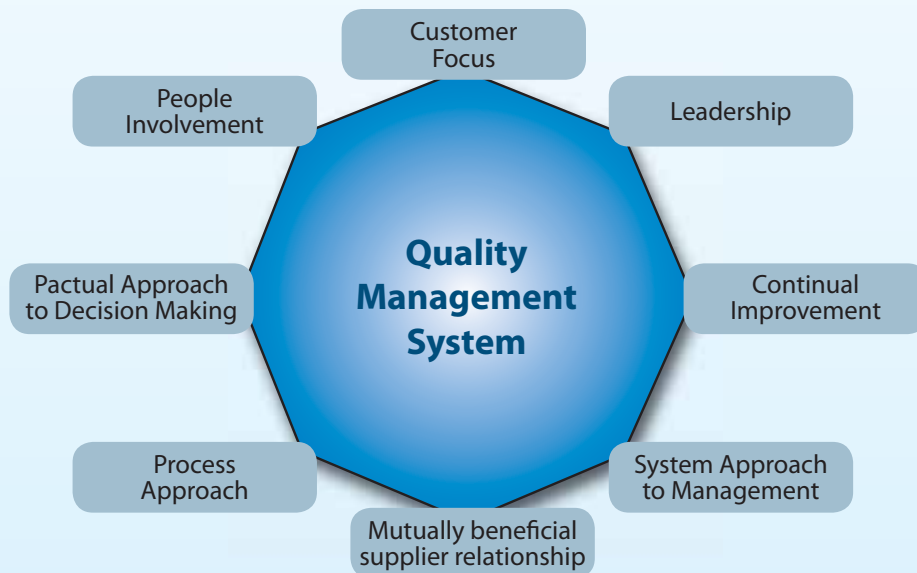 Customer
Focus
People
Involvement
Leadership
Quality
Management
System
Pactual Approach
to Decision Making
Continual
Improvement
Process
Approach
System Approach
to Management
Mutually beneficial
supplier relationship